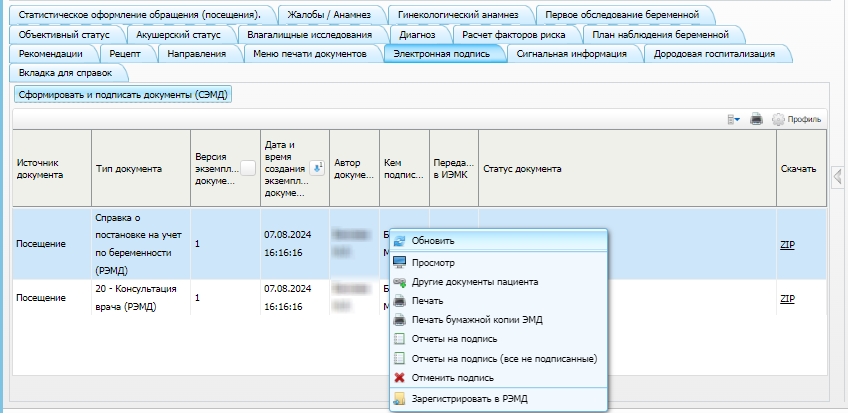 Статистическое оформление обращения (посещения). Жалобы / Анамнез Гинекологический анамнез Первое обследование беременной
Объективный статус Акушерский статус Влагалищные исследования Диагноз Расчет факторов риска План наблюдения беременной
Рекомендации Рецепт Направления Меню печати документов Электронная подпись Сигнальная информация Дородовая госпитализация
Вкладка для справок
Сформировать и подписать документы (СЭМД)
Профиль
Источник документа
Тип документа
Версия экземпл... докуме...
Дата и время создания экземпл... докуме...
1
Автор докуме...
Кем подпис...
Переда... в ИЭМК
Статус документа
Скачать
Посещение
Справка о
постановке на учет
по беременности
(РЭМД)
1
07.08.2024
16:16:16
ZIP
Посещение
20 - Консультация
врача (РЭМД)
1
07.08.2024
16:16:16
ZIP
Обновить
Просмотр
Другие документы пациента
Печать
Печать бумажной копии ЭМД
Отчеты на подпись
Отчеты на подпись (все не подписанные)
Отменить подпись
Зарегистрировать в РЭМД